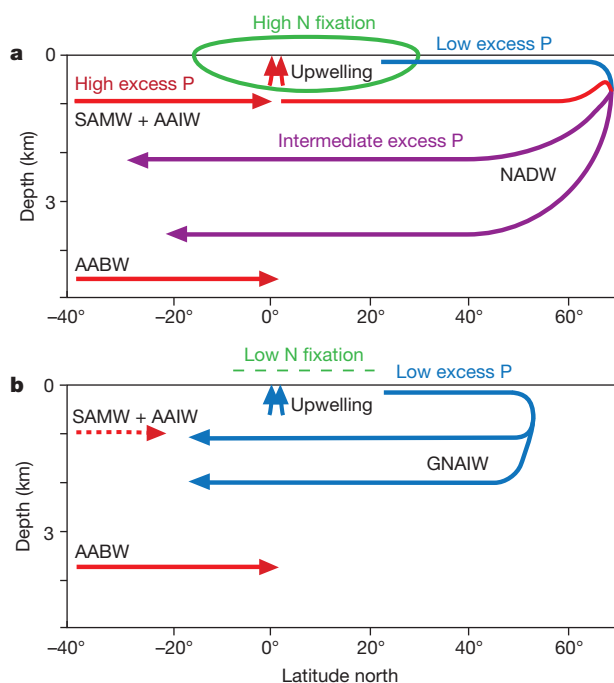 High N fixation
a
0
Low excess P
High excess P
Upwelling
SAMW + AAIW
Intermediate excess P
NADW
Depth (km)
3
AABW
−40°
−20°
0°
20°
40°
60°
Low N fixation
b
0
Low excess P
SAMW + AAIW
Upwelling
GNAIW
Depth (km)
3
AABW
−40°
−20°
0°
20°
40°
60°
Latitude north